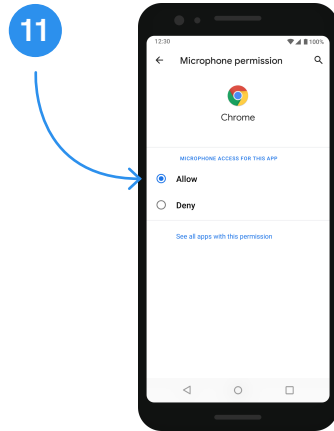 11
12:30 100%
Microphone permission
Chrome
MICROPHONE ACCESS FOR THIS APP
Allow
Deny
See all apps with this permission